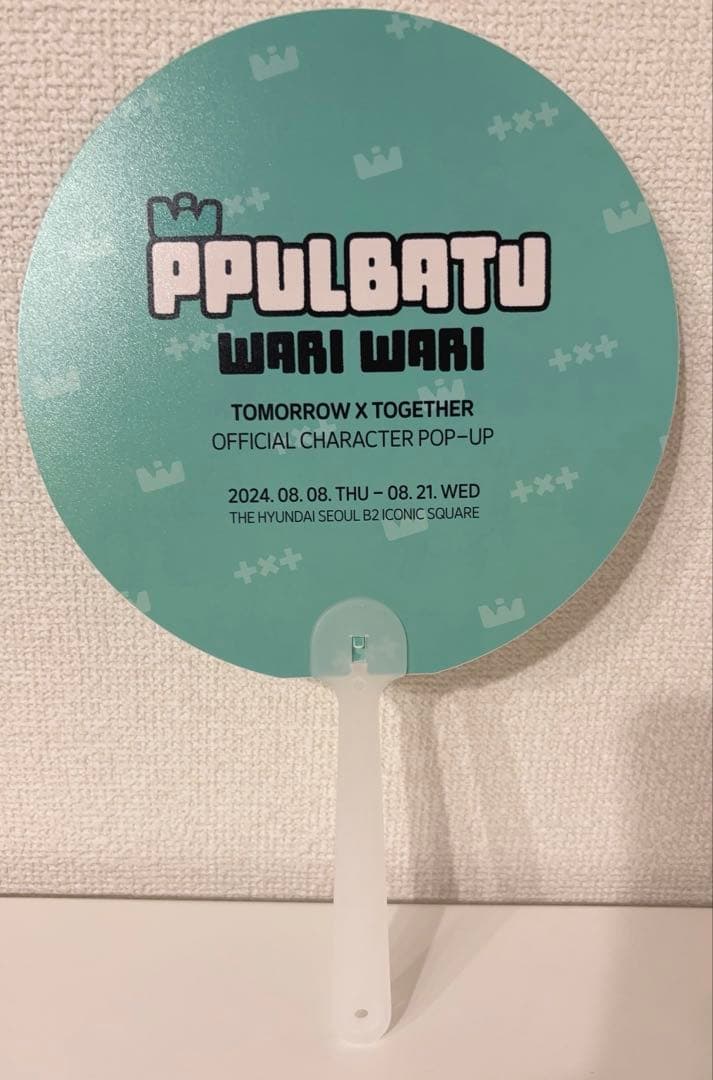 PPULBATU
WARI WARI
TOMORROW X TOGETHER
OFFICIAL CHARACTER POP-UP
2024. 08. 08. THU – 08. 21. WED
THE HYUNDAI SEOUL B2 ICONIC SQUARE